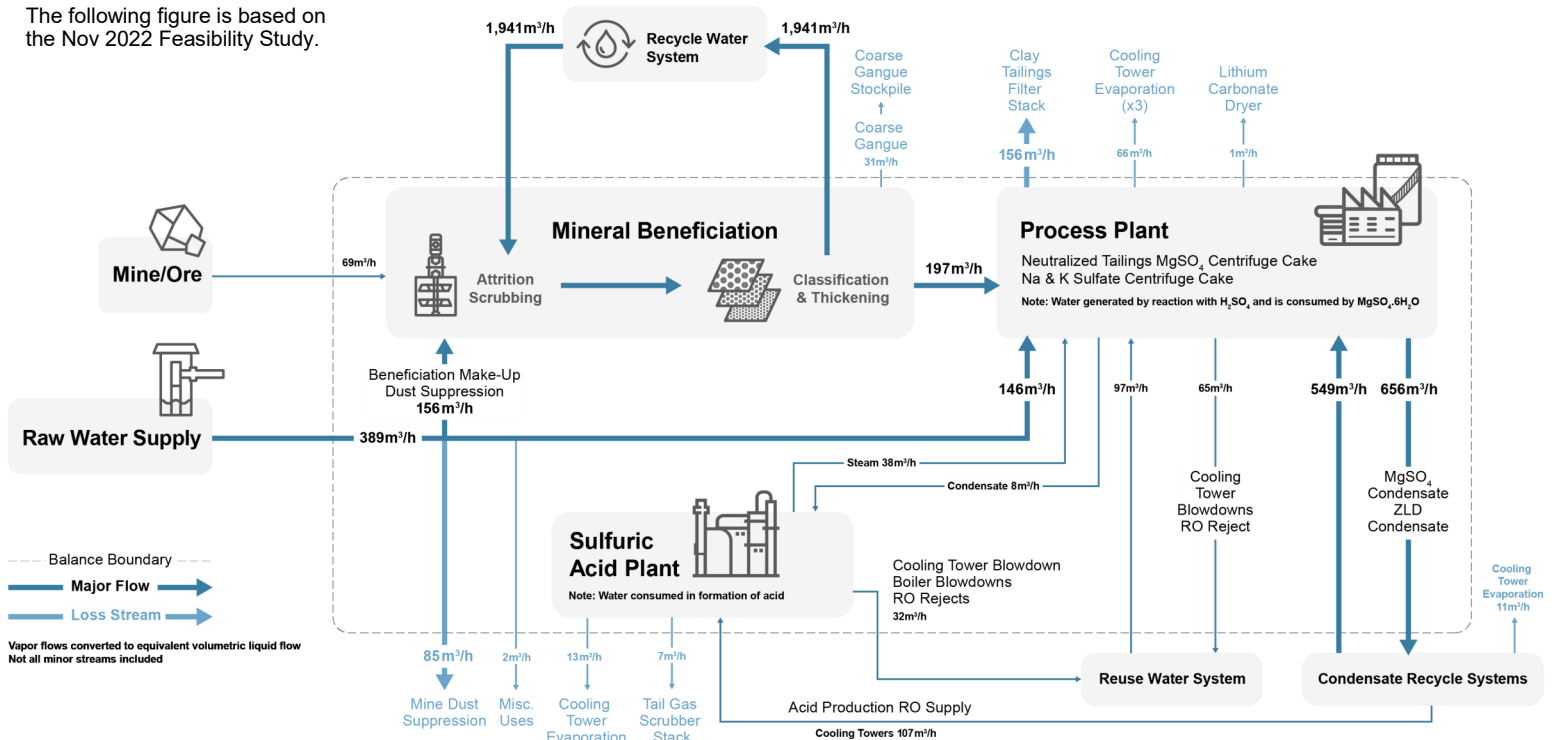 The following figure is based on
the Nov 2022 Feasibility Study.
1,941m³/h
Recycle Water
System
1,941m³/h
Coarse
Gangue
Stockpile
Coarse
Gangue
31m³/h
Clay
Tailings
Filter
Stack
156m³/h
Cooling
Tower
Evaporation
(x3)
66m³/h
Lithium
Carbonate
Dryer
1m³/h
Mine/Ore
69m³/h
Mineral Beneficiation
Attrition
Scrubbing
Classification
& Thickening
197m³/h
Process Plant
Neutralized Tailings MgSO₄ Centrifuge Cake
Na & K Sulfate Centrifuge Cake
Note: Water generated by reaction with H₂SO₄ and is consumed by MgSO₄.6H₂O
Raw Water Supply
389m³/h
Beneficiation Make-Up
Dust Suppression
156m³/h
146m³/h
97m³/h
65m³/h
549m³/h
656m³/h
Steam 38m³/h
Condensate 8m³/h
Cooling
Tower
Blowdowns
RO Reject
MgSO₄
Condensate
ZLD
Condensate
Sulfuric
Acid Plant
Note: Water consumed in formation of acid
Cooling Tower Blowdown
Boiler Blowdowns
RO Rejects
32m³/h
Cooling
Tower
Evaporation
11m³/h
Balance Boundary
Major Flow
Loss Stream
Vapor flows converted to equivalent volumetric liquid flow
Not all minor streams included
85m³/h
Mine Dust
Suppression
2m³/h
Misc.
Uses
13m³/h
Cooling
Tower
Evaporation
7m³/h
Tail Gas
Scrubber
Stack
Reuse Water System
Condensate Recycle Systems
Acid Production RO Supply
Cooling Towers 107m³/h